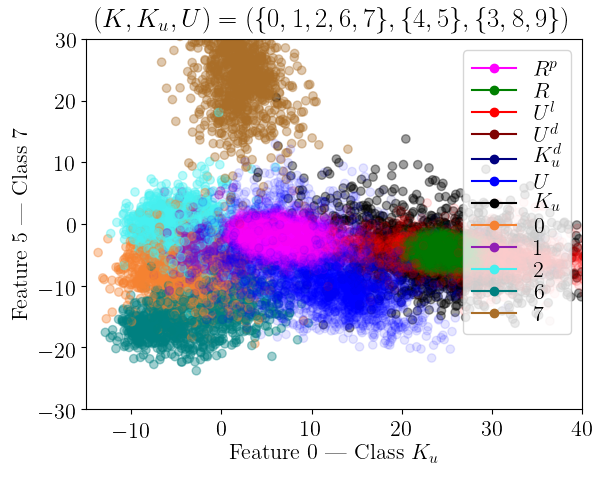 (K, K_u, U) = ({0, 1, 2, 6, 7}, {4, 5}, {3, 8, 9})
30
20
10
0
−10
−20
−30
Feature 5 — Class 7
−10
0
10
20
30
40
Feature 0 — Class K_u
R^p
R
U^l
U^d
K_u^d
U
K_u
0
1
2
6
7